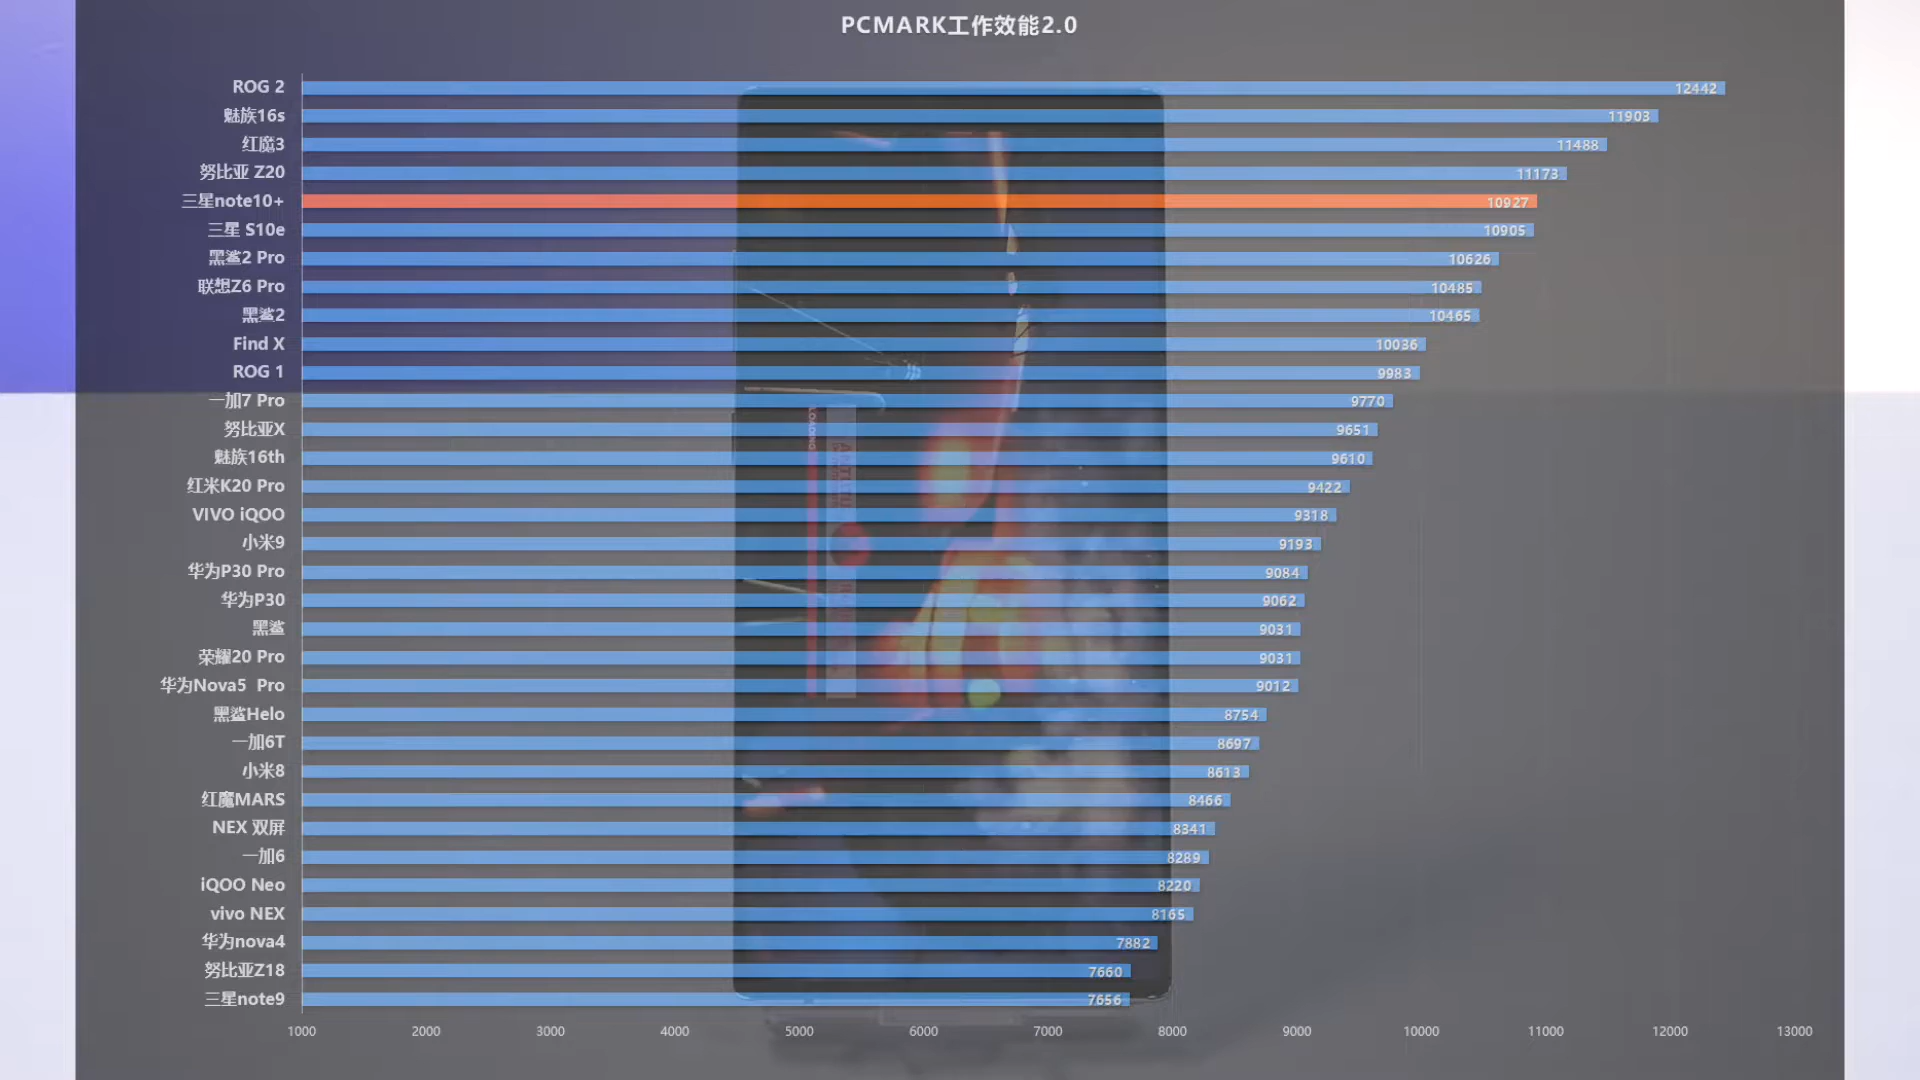 PCMARK工作效能2.0
ROG 2 12442
魅族16s 11903
红魔3 11488
努比亚 Z20 11173
三星note10+ 10927
三星 S10e 10905
黑鲨2 Pro 10626
联想Z6 Pro 10485
黑鲨2 10465
Find X 10036
ROG 1 9983
一加7 Pro 9770
努比亚X 9651
魅族16th 9610
红米K20 Pro 9422
VIVO iQOO 9318
小米9 9193
华为P30 Pro 9084
华为P30 9062
黑鲨 9031
荣耀20 Pro 9031
华为Nova5 Pro 9012
黑鲨Helo 8754
一加6T 8697
小米8 8613
红魔MARS 8466
NEX 双屏 8341
一加6 8289
iQOO Neo 8220
vivo NEX 8165
华为nova4 7882
努比亚Z18 7660
三星note9 7656
1000 2000 3000 4000 5000 6000 7000 8000 9000 10000 11000 12000 13000
LOADING